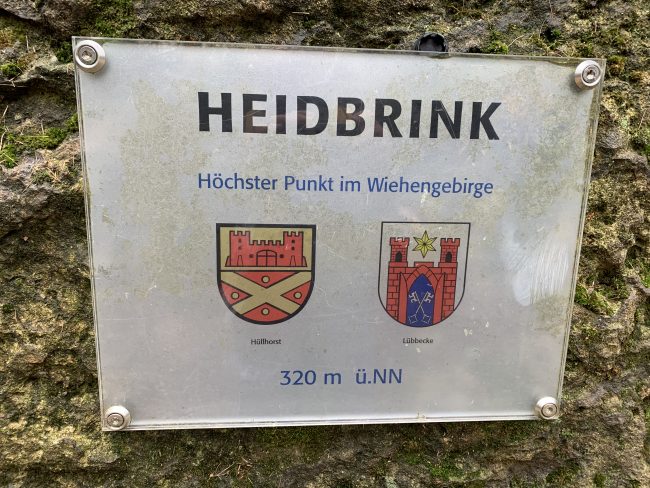 HEIDBRINK
Höchster Punkt im Wiehengebirge
Hüllhorst Lübbecke
320 m ü.NN